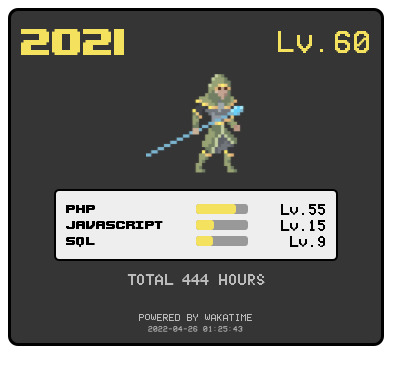 2021 Lv.60
PHP Lv.55
JAVASCRIPT Lv.15
SQL Lv.9
TOTAL 444 HOURS
POWERED BY WAKATIME
2022-04-26 01:25:43